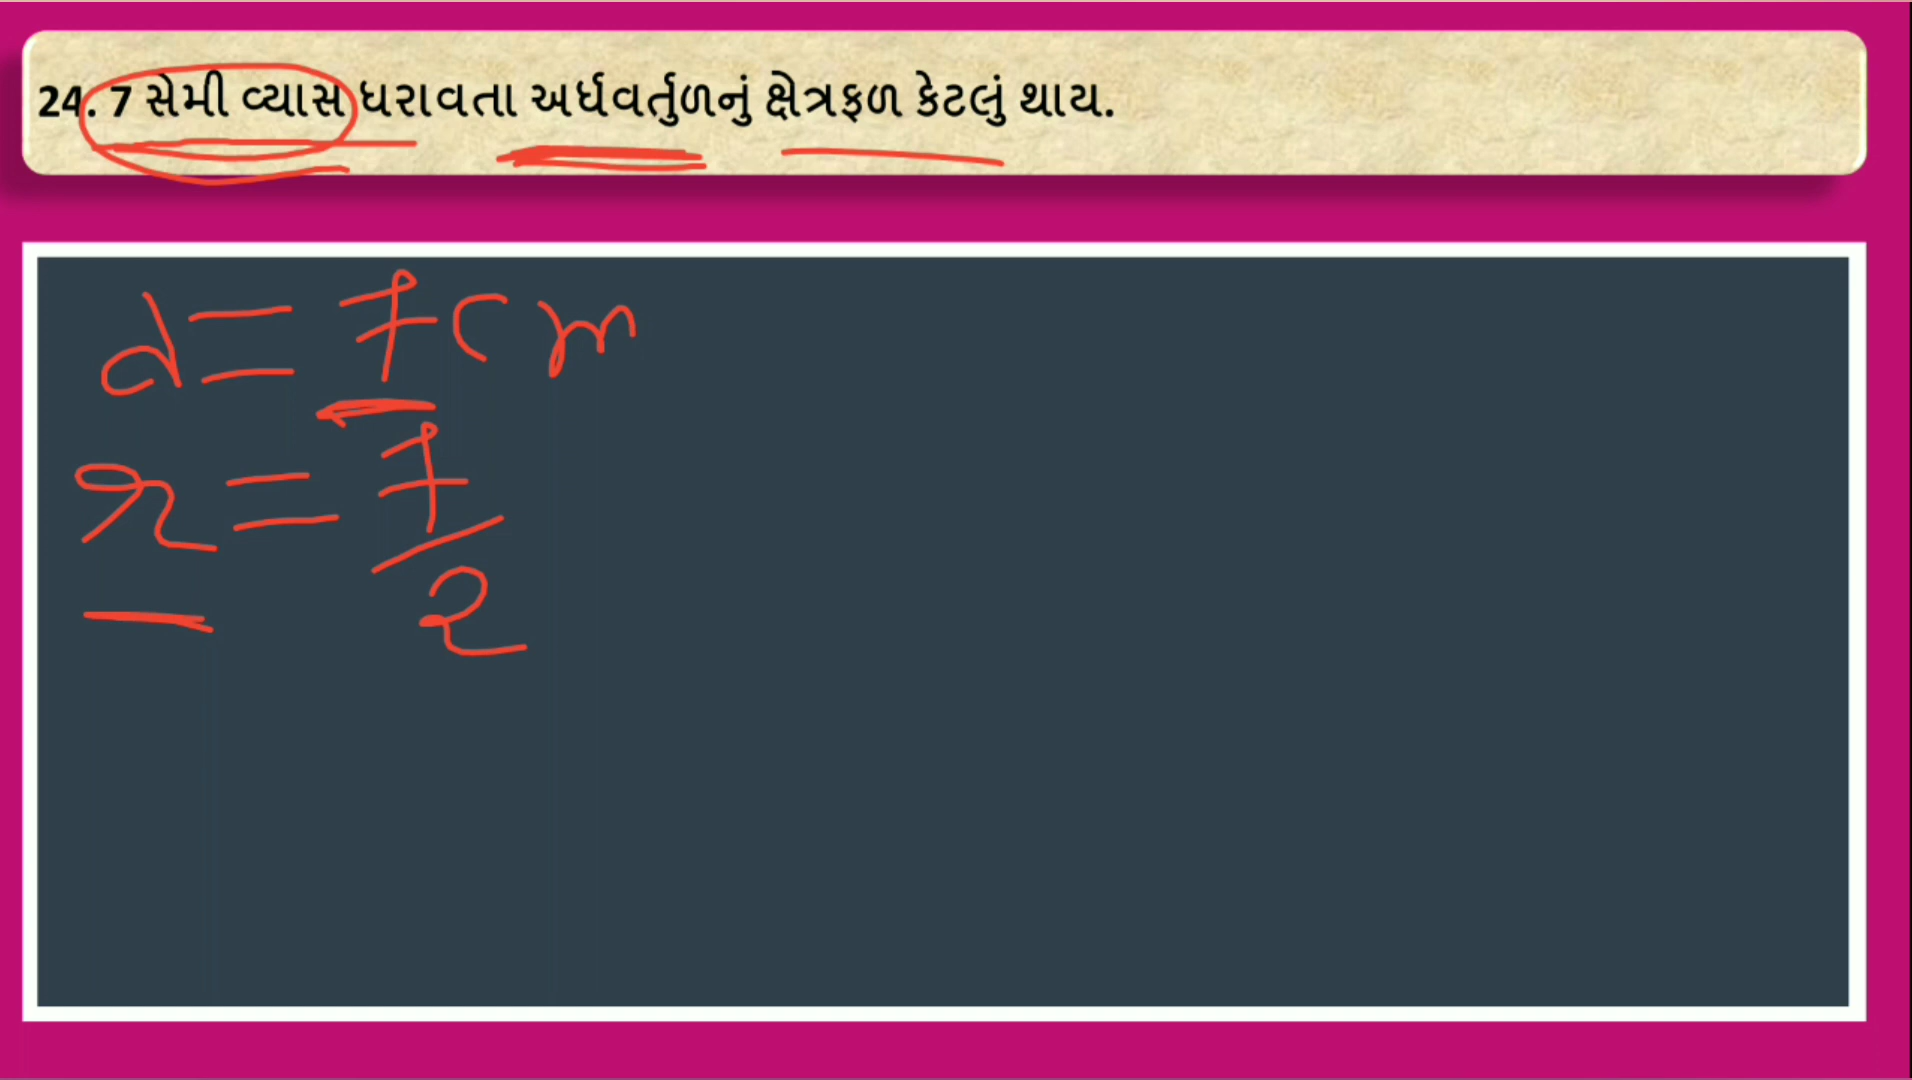 24. 7 સેમી વ્યાસ ધરાવતા અર્ધવર્તુળનું ક્ષેત્રફળ કેટલું થાય.
d = 7cm
r = 7/2